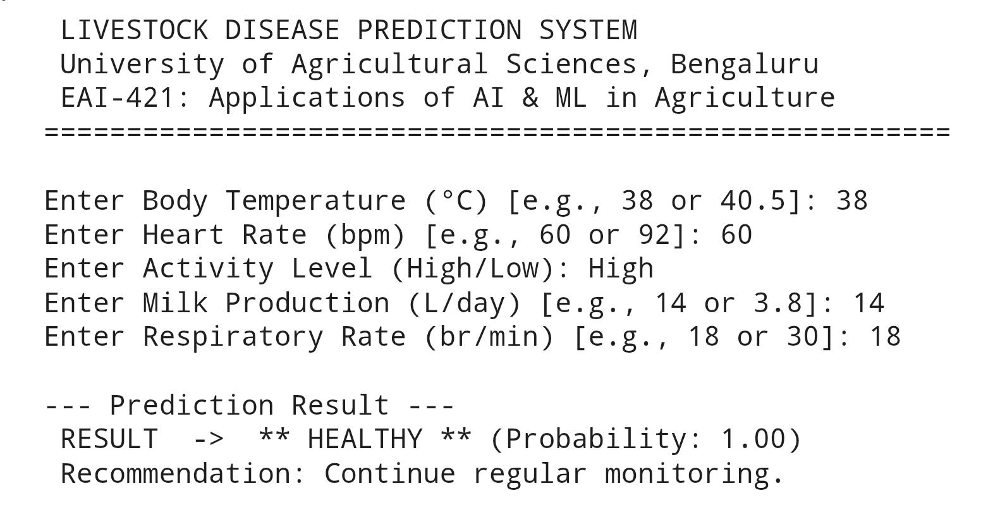 LIVESTOCK DISEASE PREDICTION SYSTEM
University of Agricultural Sciences, Bengaluru
EAI-421: Applications of AI & ML in Agriculture
=======================================================
Enter Body Temperature (°C) [e.g., 38 or 40.5]: 38
Enter Heart Rate (bpm) [e.g., 60 or 92]: 60
Enter Activity Level (High/Low): High
Enter Milk Production (L/day) [e.g., 14 or 3.8]: 14
Enter Respiratory Rate (br/min) [e.g., 18 or 30]: 18
--- Prediction Result ---
RESULT  ->  ** HEALTHY ** (Probability: 1.00)
Recommendation: Continue regular monitoring.